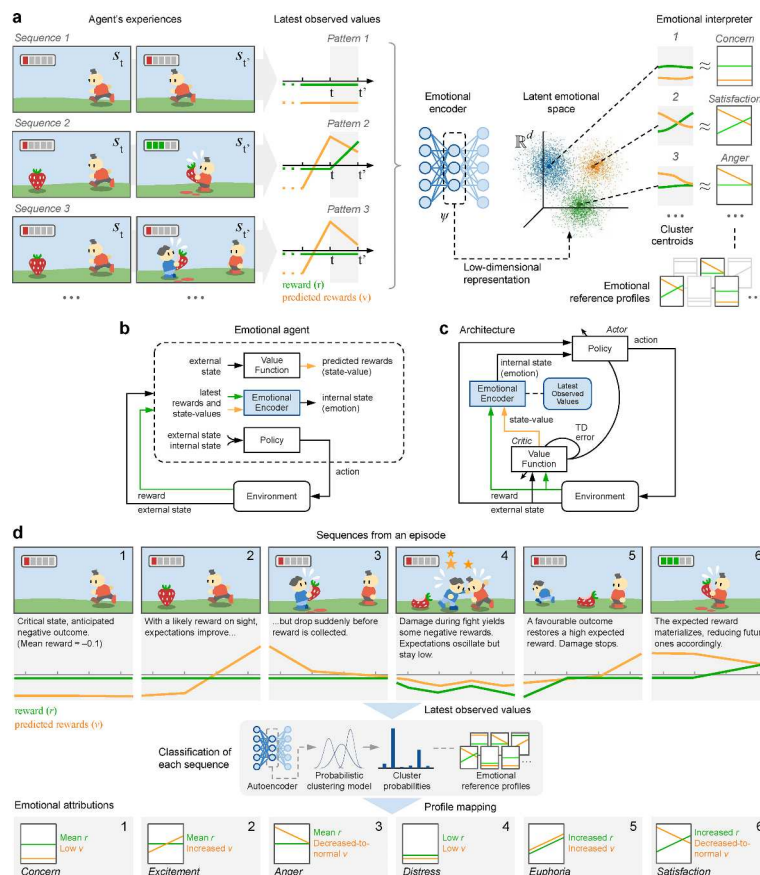 a
Agent's experiences
Latest observed values
Emotional interpreter
Sequence 1
Pattern 1
1
Concern
S t
S t'
t
t'
≈
Sequence 2
Pattern 2
Emotional
encoder
Latent emotional
space
2
Satisfaction
S t
S t'
t
t'
ℝ d
≈
Sequence 3
Pattern 3
3
Anger
S t
S t'
t
t'
ψ
≈
Low-dimensional
representation
Cluster
centroids
reward (r)
predicted rewards (v)
Emotional
reference profiles
b
Emotional agent
external
state
Value
Function
predicted rewards
(state-value)
latest
rewards and
state-values
Emotional
Encoder
internal state
(emotion)
external state
internal state
Policy
action
Environment
reward
external state
c
Architecture
Actor
Policy
action
internal state
(emotion)
Emotional
Encoder
Latest
Observed
Values
state-value
TD
error
Critic
Value
Function
reward
Environment
external state
d
Sequences from an episode
1
2
3
4
5
6
Critical state, anticipated
negative outcome.
(Mean reward = –0.1)
With a likely reward on sight,
expectations improve...
...but drop suddenly before
reward is collected.
Damage during fight yields
some negative rewards.
Expectations oscillate but
stay low.
A favourable outcome
restores a high expected
reward. Damage stops.
The expected reward
materializes, reducing future
ones accordingly.
reward (r)
predicted rewards (v)
Latest observed values
Classification of
each sequence
Autoencoder
Probabilistic
clustering model
Cluster
probabilities
Emotional
reference profiles
Emotional attributions
Profile mapping
1
Mean r
Low v
Concern
2
Mean r
Increased v
Excitement
3
Mean r
Decreased-to-
normal v
Anger
4
Low r
Low v
Distress
5
Increased r
Increased v
Euphoria
6
Increased r
Decreased-to-
normal v
Satisfaction